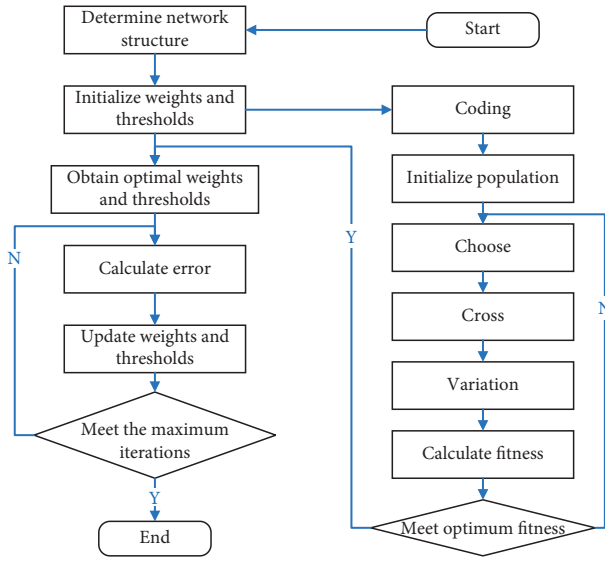 Determine network
structure
Start
Initialize weights and
thresholds
Coding
Obtain optimal weights
and thresholds
Initialize population
Y
N
Choose
Calculate error
N
Cross
Update weights and
thresholds
Variation
Meet the maximum
iterations
Calculate fitness
Y
Meet optimum fitness
End